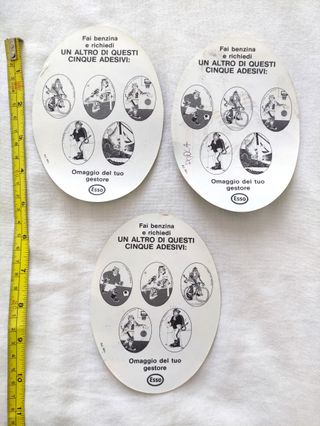 Fai benzina
e richiedi
UN ALTRO DI QUESTI
CINQUE ADESIVI:
Omaggio del tuo
gestore
Esso
Fai benzina
e richiedi
UN ALTRO DI QUESTI
CINQUE ADESIVI:
Omaggio del tuo
gestore
Esso
Fai benzina
e richiedi
UN ALTRO DI QUESTI
CINQUE ADESIVI:
Omaggio del tuo
gestore
Esso